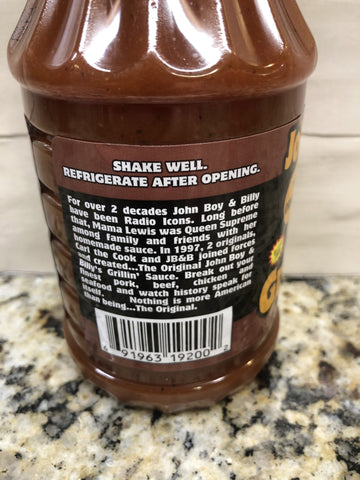 SHAKE WELL.
REFRIGERATE AFTER OPENING.
For over 2 decades John Boy & Billy
have been Radio Icons. Long before
that, Mama Lewis was Queen Supreme
among family and friends with her
homemade sauce. In 1997, 2 originals,
Carl the Cook and JB&B joined forces
and created...The Original John Boy &
Billy's Grillin' Sauce. Break out your
finest pork, beef, chicken and
seafood and watch history speak for
itself. Nothing is more American
than being...The Original.
91963 19200 2